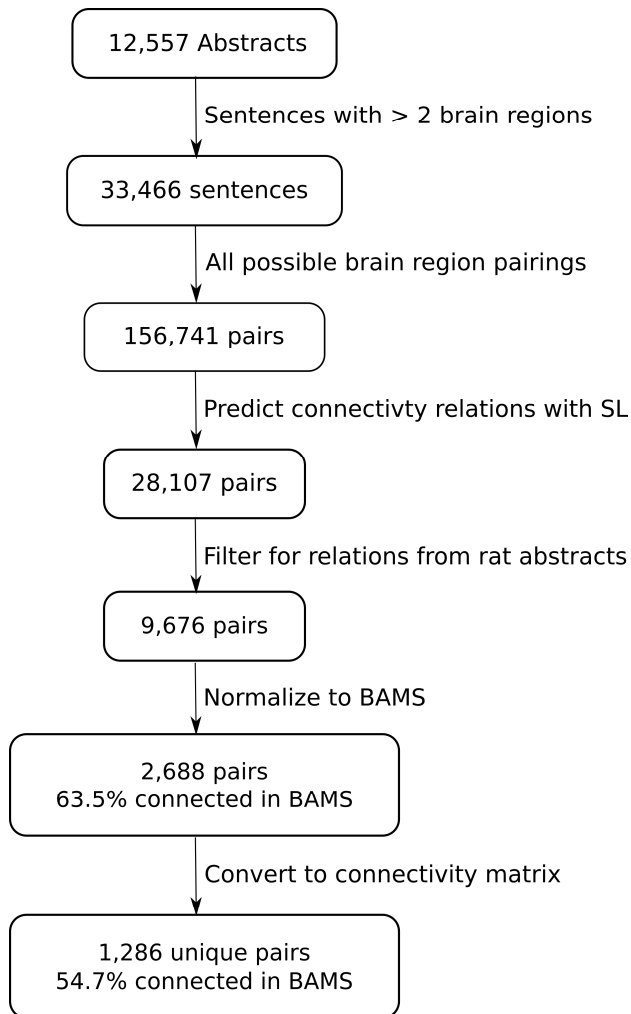 12,557 Abstracts
Sentences with > 2 brain regions
33,466 sentences
All possible brain region pairings
156,741 pairs
Predict connectivty relations with SL
28,107 pairs
Filter for relations from rat abstracts
9,676 pairs
Normalize to BAMS
2,688 pairs
63.5% connected in BAMS
Convert to connectivity matrix
1,286 unique pairs
54.7% connected in BAMS